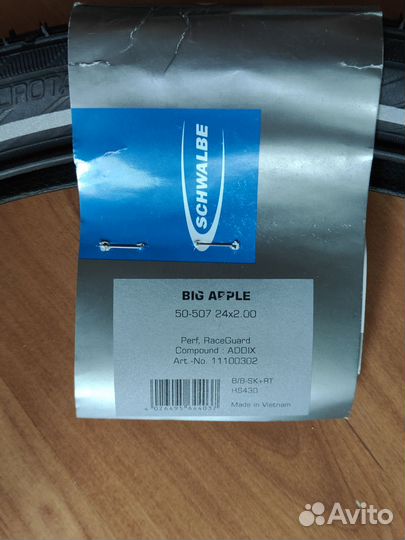 SCHWALBE
BIG APPLE
50-507 24x2.00
Perf, RaceGuard
Compound : ADDIX
Art.-No. 11100302
B/B-SK+RT
HS430
Made in Vietnam
Avito